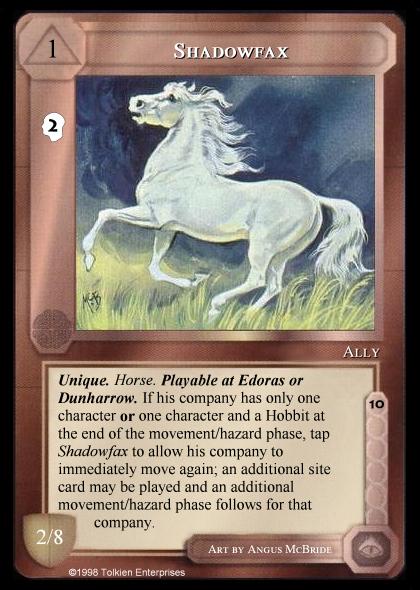 1
SHADOWFAX
2
ALLY
Unique. Horse. Playable at Edoras or
Dunharrow. If his company has only one
character or one character and a Hobbit at
the end of the movement/hazard phase, tap
Shadowfax to allow his company to
immediately move again; an additional site
card may be played and an additional
movement/hazard phase follows for that
company.
10
2/8
ART BY ANGUS MCBRIDE
©1998 Tolkien Enterprises